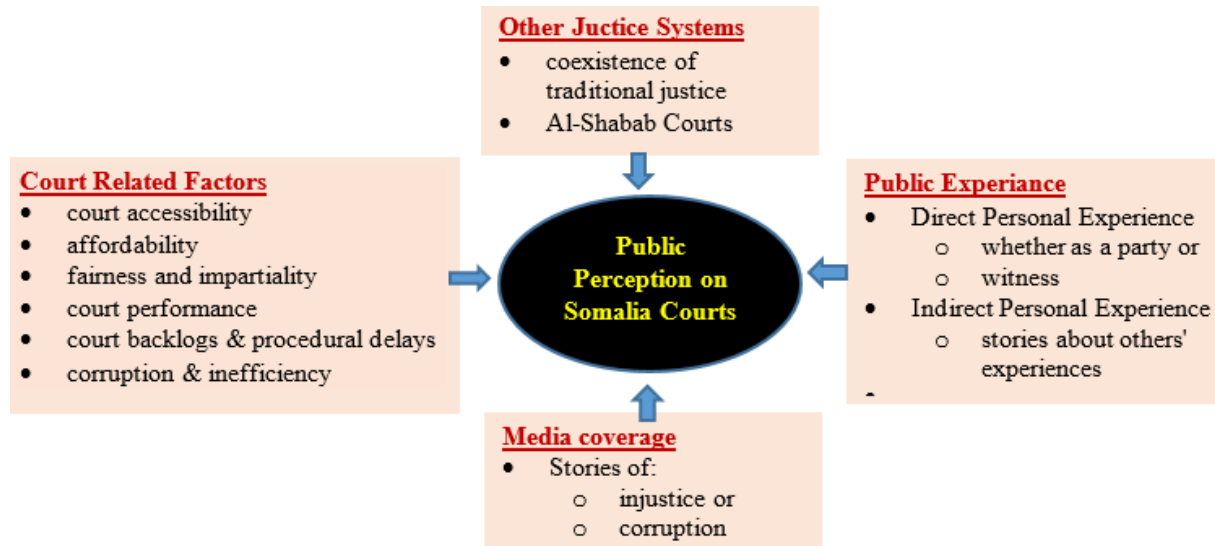 Other Juctice Systems
• coexistence of
traditional justice
• Al-Shabab Courts
Court Related Factors
• court accessibility
• affordability
• fairness and impartiality
• court performance
• court backlogs & procedural delays
• corruption & inefficiency
Public
Perception on
Somalia Courts
Public Experiance
• Direct Personal Experience
o whether as a party or
o witness
• Indirect Personal Experience
o stories about others'
experiences
Media coverage
• Stories of:
o injustice or
o corruption